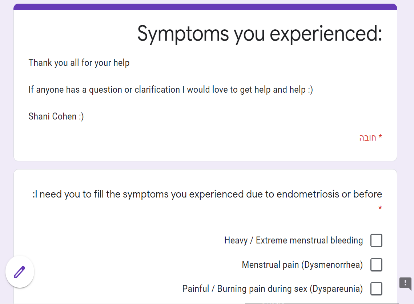 Symptoms you experienced:
Thank you all for your help
If anyone has a question or clarification I would love to get help and help :)
Shani Cohen :)
* חובה
:I need you to fill the symptoms you experienced due to endometriosis or before
*
Heavy / Extreme menstrual bleeding
Menstrual pain (Dysmenorrhea)
Painful / Burning pain during sex (Dyspareunia)